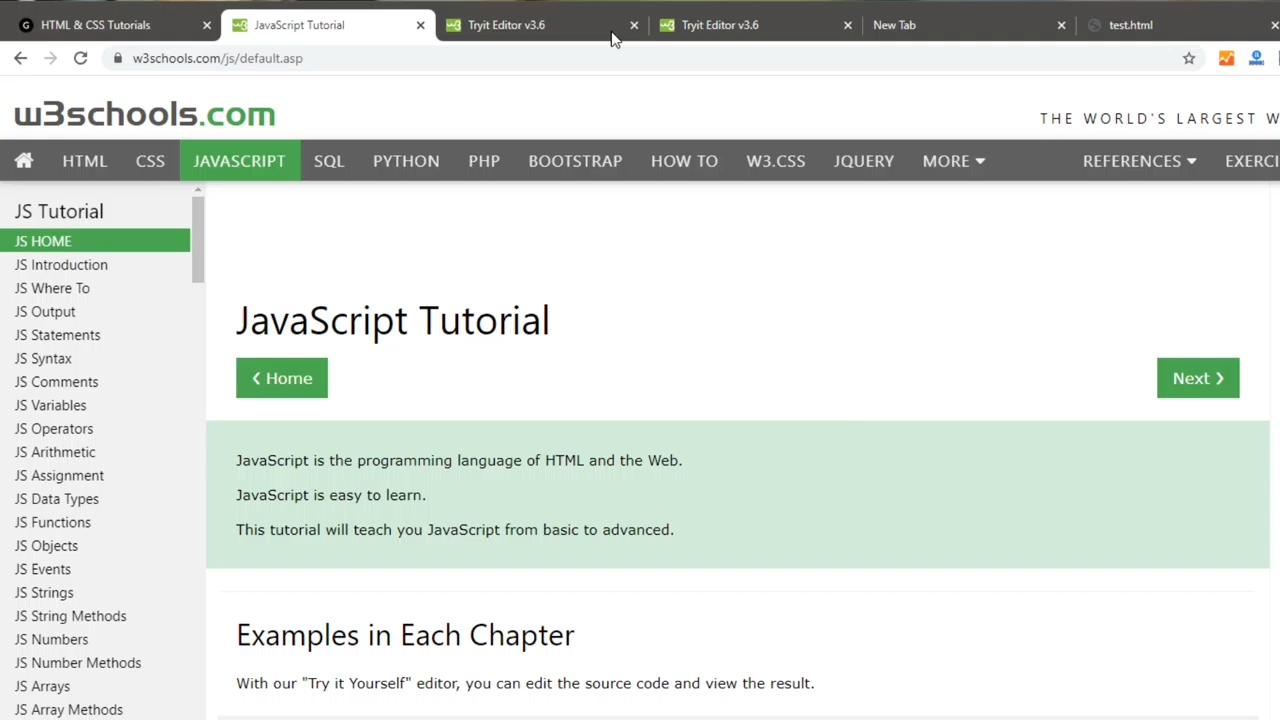 HTML & CSS Tutorials
JavaScript Tutorial
Tryit Editor v3.6
Tryit Editor v3.6
New Tab
test.html
w3schools.com/js/default.asp
w3schools.com
THE WORLD'S LARGEST W
HTML
CSS
JAVASCRIPT
SQL
PYTHON
PHP
BOOTSTRAP
HOW TO
W3.CSS
JQUERY
MORE
REFERENCES
EXERCI
JS Tutorial
JS HOME
JS Introduction
JS Where To
JS Output
JS Statements
JS Syntax
JS Comments
JS Variables
JS Operators
JS Arithmetic
JS Assignment
JS Data Types
JS Functions
JS Objects
JS Events
JS Strings
JS String Methods
JS Numbers
JS Number Methods
JS Arrays
JS Array Methods
JavaScript Tutorial
❮ Home
Next ❯
JavaScript is the programming language of HTML and the Web.
JavaScript is easy to learn.
This tutorial will teach you JavaScript from basic to advanced.
Examples in Each Chapter
With our "Try it Yourself" editor, you can edit the source code and view the result.